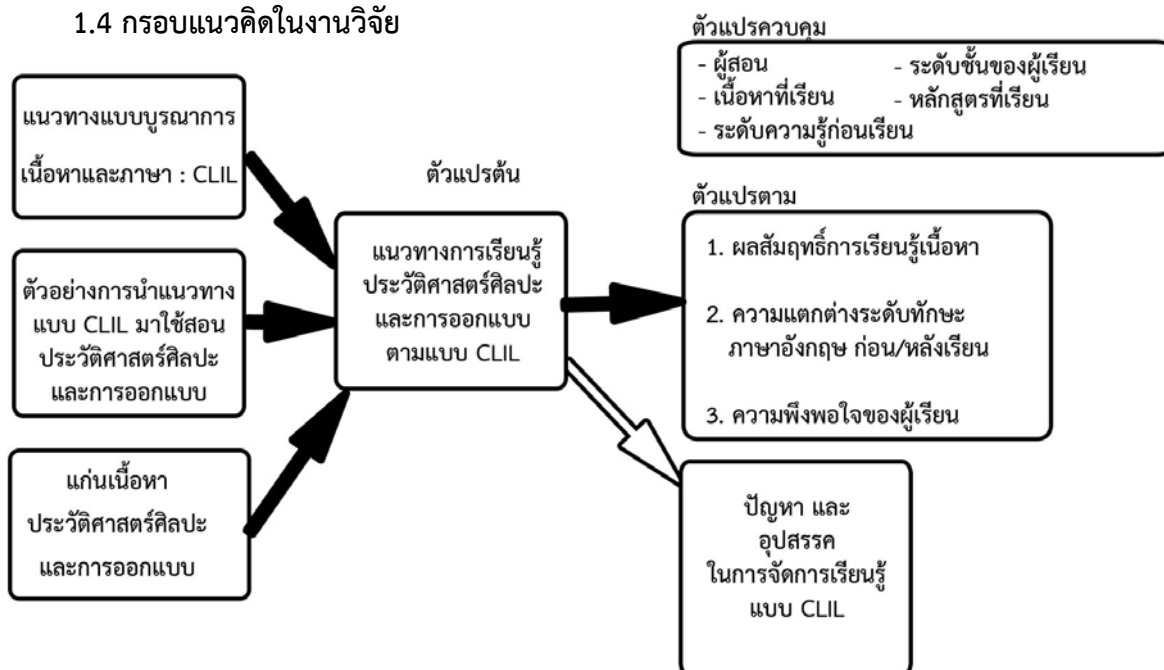 1.4 กรอบแนวคิดในงานวิจัย
แนวทางแบบบูรณาการ
เนื้อหาและภาษา : CLIL
ตัวอย่างการนำแนวทาง
แบบ CLIL มาใช้สอน
ประวัติศาสตร์ศิลปะ
และการออกแบบ
แก่นเนื้อหา
ประวัติศาสตร์ศิลปะ
และการออกแบบ
ตัวแปรต้น
แนวทางการเรียนรู้
ประวัติศาสตร์ศิลปะ
และการออกแบบ
ตามแบบ CLIL
ตัวแปรควบคุม
- ผู้สอน - ระดับชั้นของผู้เรียน
- เนื้อหาที่เรียน - หลักสูตรที่เรียน
- ระดับความรู้ก่อนเรียน
ตัวแปรตาม
1. ผลสัมฤทธิ์การเรียนรู้เนื้อหา
2. ความแตกต่างระดับทักษะ
ภาษาอังกฤษ ก่อน/หลังเรียน
3. ความพึงพอใจของผู้เรียน
ปัญหา และ
อุปสรรค
ในการจัดการเรียนรู้
แบบ CLIL